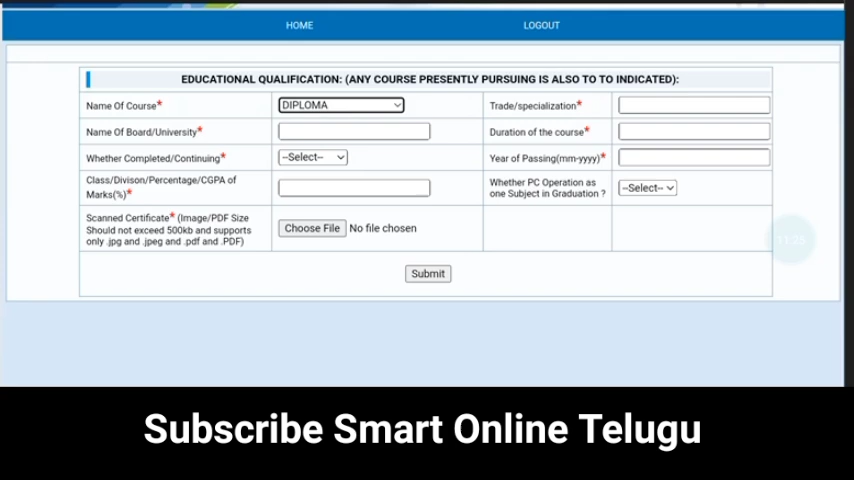 HOME LOGOUT
EDUCATIONAL QUALIFICATION: (ANY COURSE PRESENTLY PURSUING IS ALSO TO TO INDICATED):
Name Of Course* DIPLOMA Trade/specialization*
Name Of Board/University* Duration of the course*
Whether Completed/Continuing* --Select-- Year of Passing(mm-yyyy)*
Class/Divison/Percentage/CGPA of
Marks(%)*
Whether PC Operation as
one Subject in Graduation ?
--Select--
Scanned Certificate* (Image/PDF Size
Should not exceed 500kb and supports
only .jpg and .jpeg and .pdf and .PDF)
Choose File No file chosen
11:25
Submit
Subscribe Smart Online Telugu